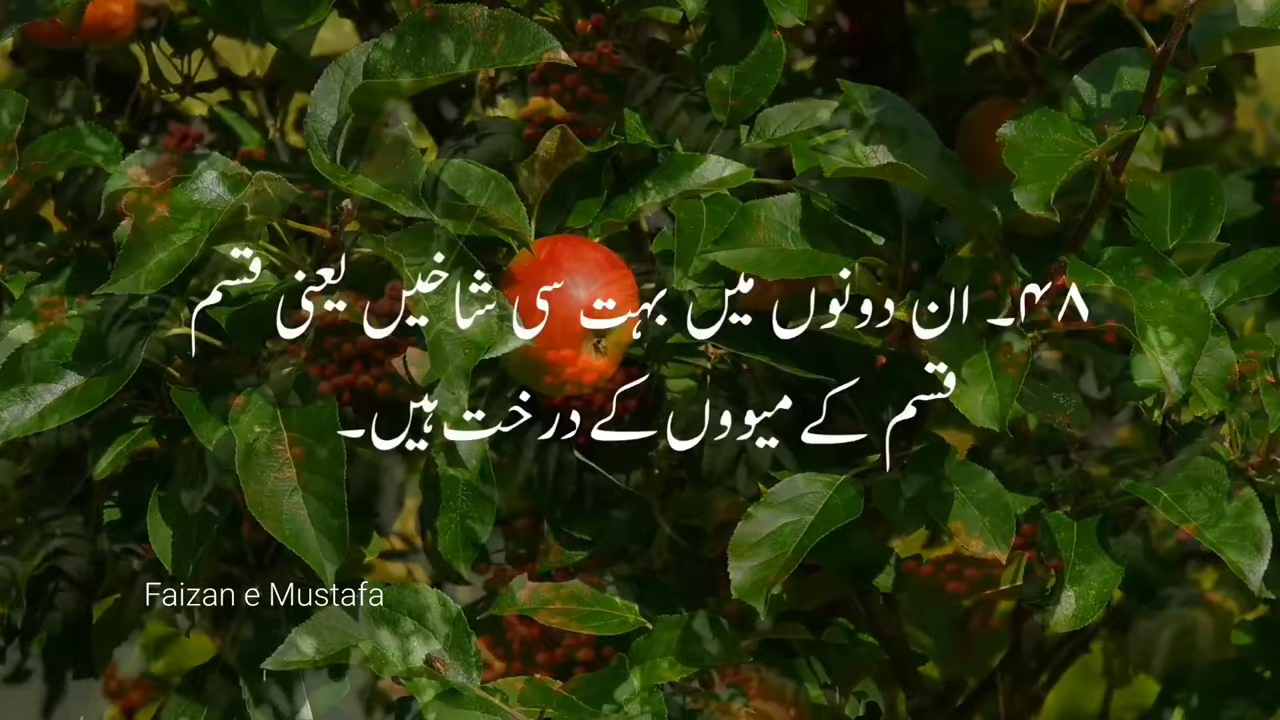 ۴۸۔ ان دونوں میں بہت سی شاخیں یعنی قسم
قسم کے میووں کے درخت ہیں۔
Faizan e Mustafa